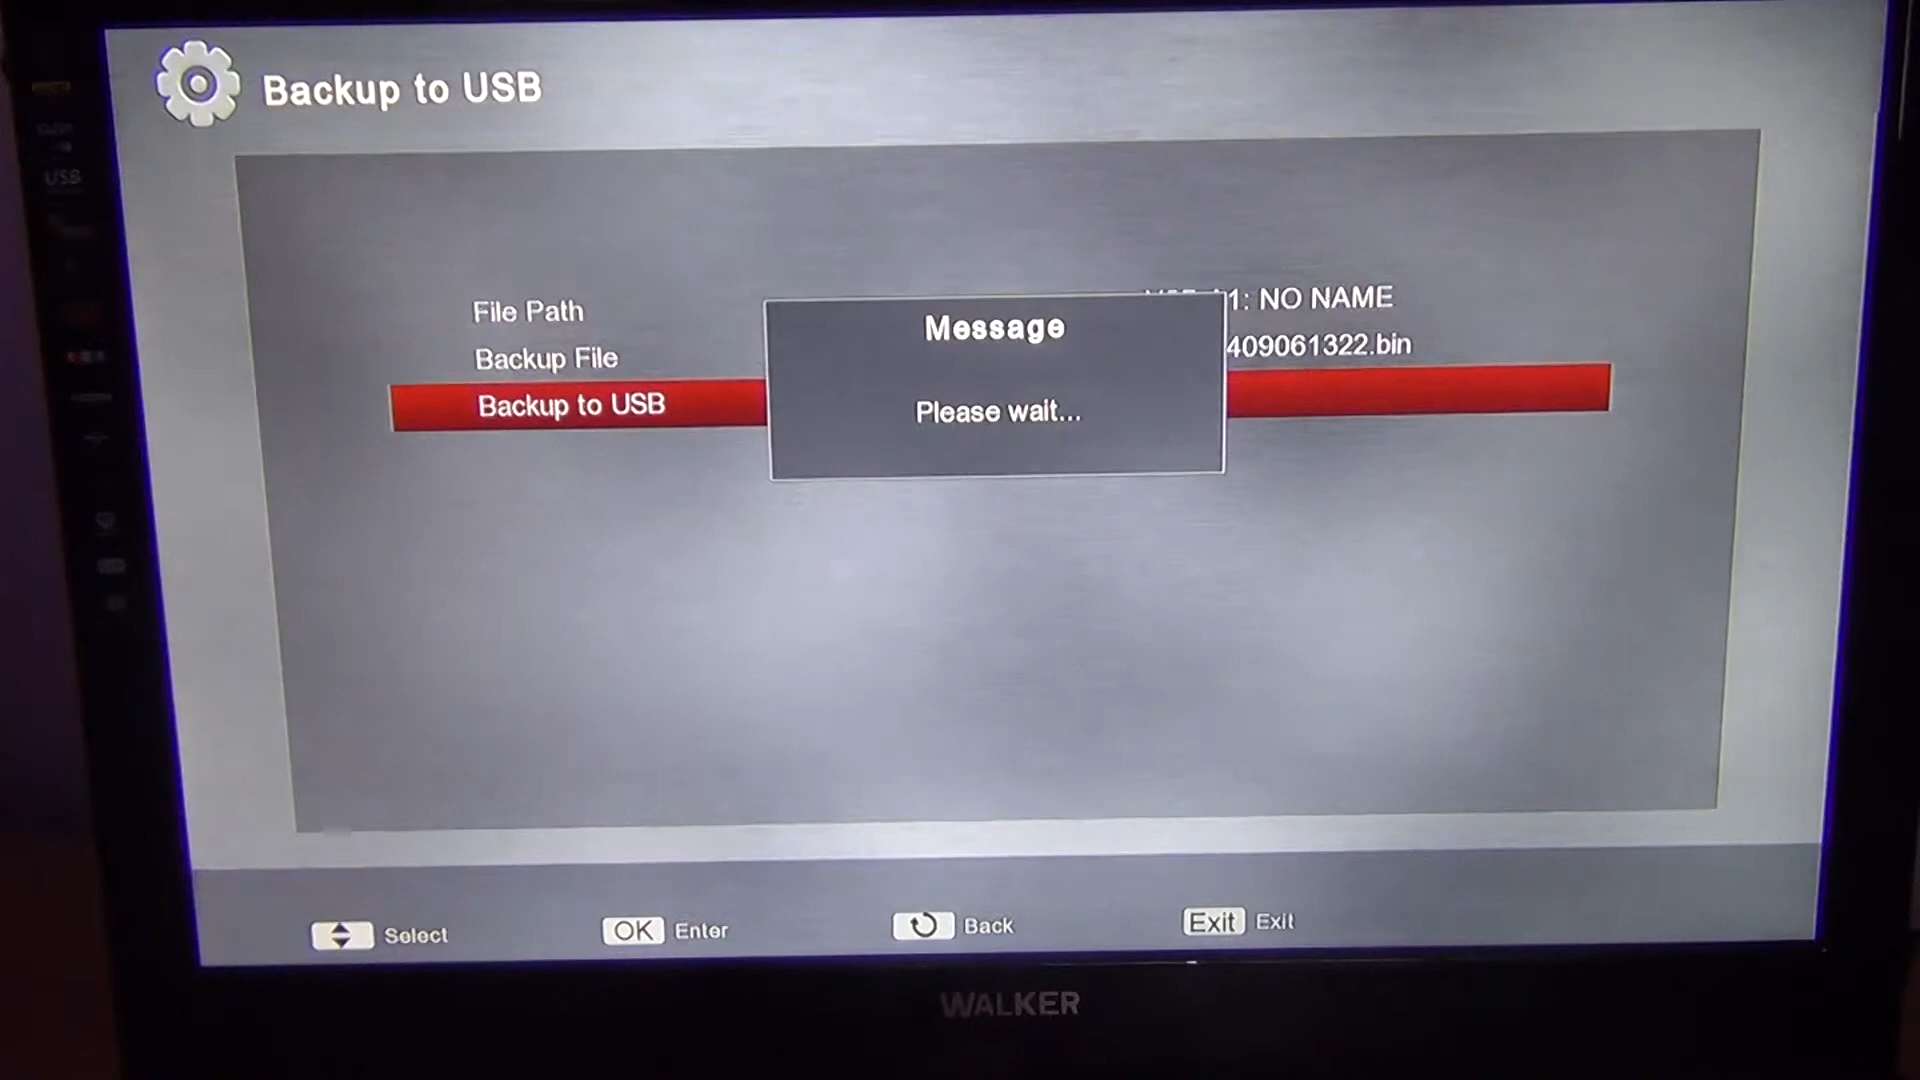 Backup to USB
USB
File Path 1: NO NAME
Message
Backup File 409061322.bin
Backup to USB
Please wait...
Select OK Enter Back Exit Exit
WALKER